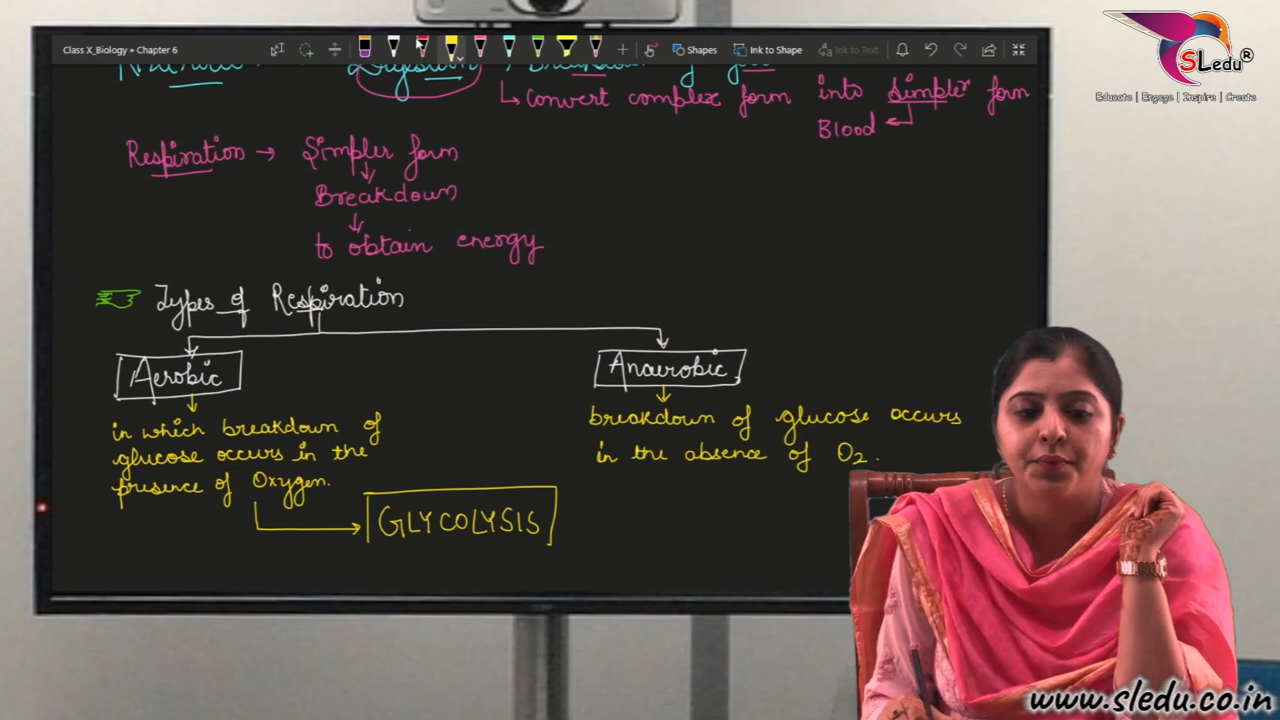 Class X_Biology » Chapter 6
Shapes
Ink to Shape
Ink to Text
SLedu®
Educate | Engage | Inspire | Create
Convert complex form into simpler form
Blood
Respiration → Simpler form
Breakdown
to obtain energy
Types of Respiration
Aerobic
Anaerobic
in which breakdown of
glucose occurs in the
presence of Oxygen.
breakdown of glucose occurs
in the absence of O2.
GLYCOLYSIS
www.sledu.co.in